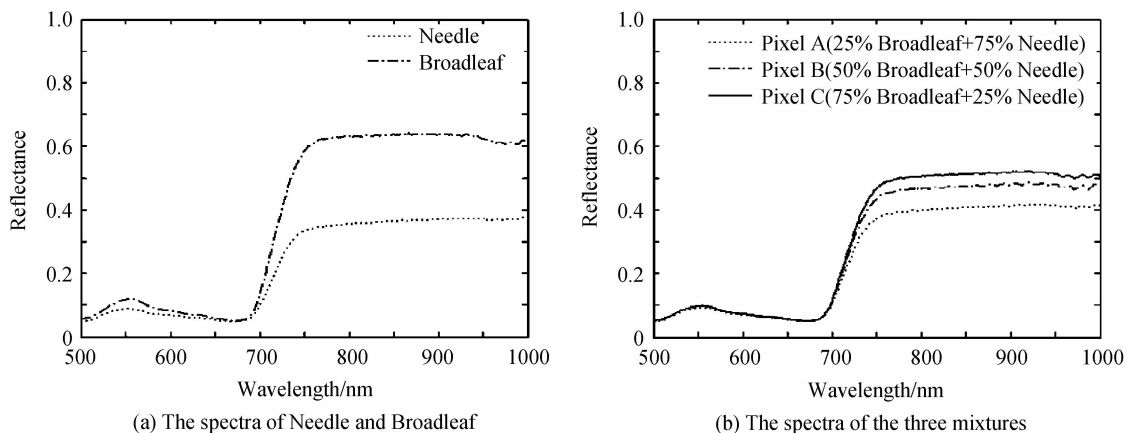 1.0
0.8
0.6
0.4
0.2
0
Reflectance
500 600 700 800 900 1000
Wavelength/nm
Needle
Broadleaf
(a) The spectra of Needle and Broadleaf
1.0
0.8
0.6
0.4
0.2
0
Reflectance
500 600 700 800 900 1000
Wavelength/nm
Pixel A(25% Broadleaf+75% Needle)
Pixel B(50% Broadleaf+50% Needle)
Pixel C(75% Broadleaf+25% Needle)
(b) The spectra of the three mixtures